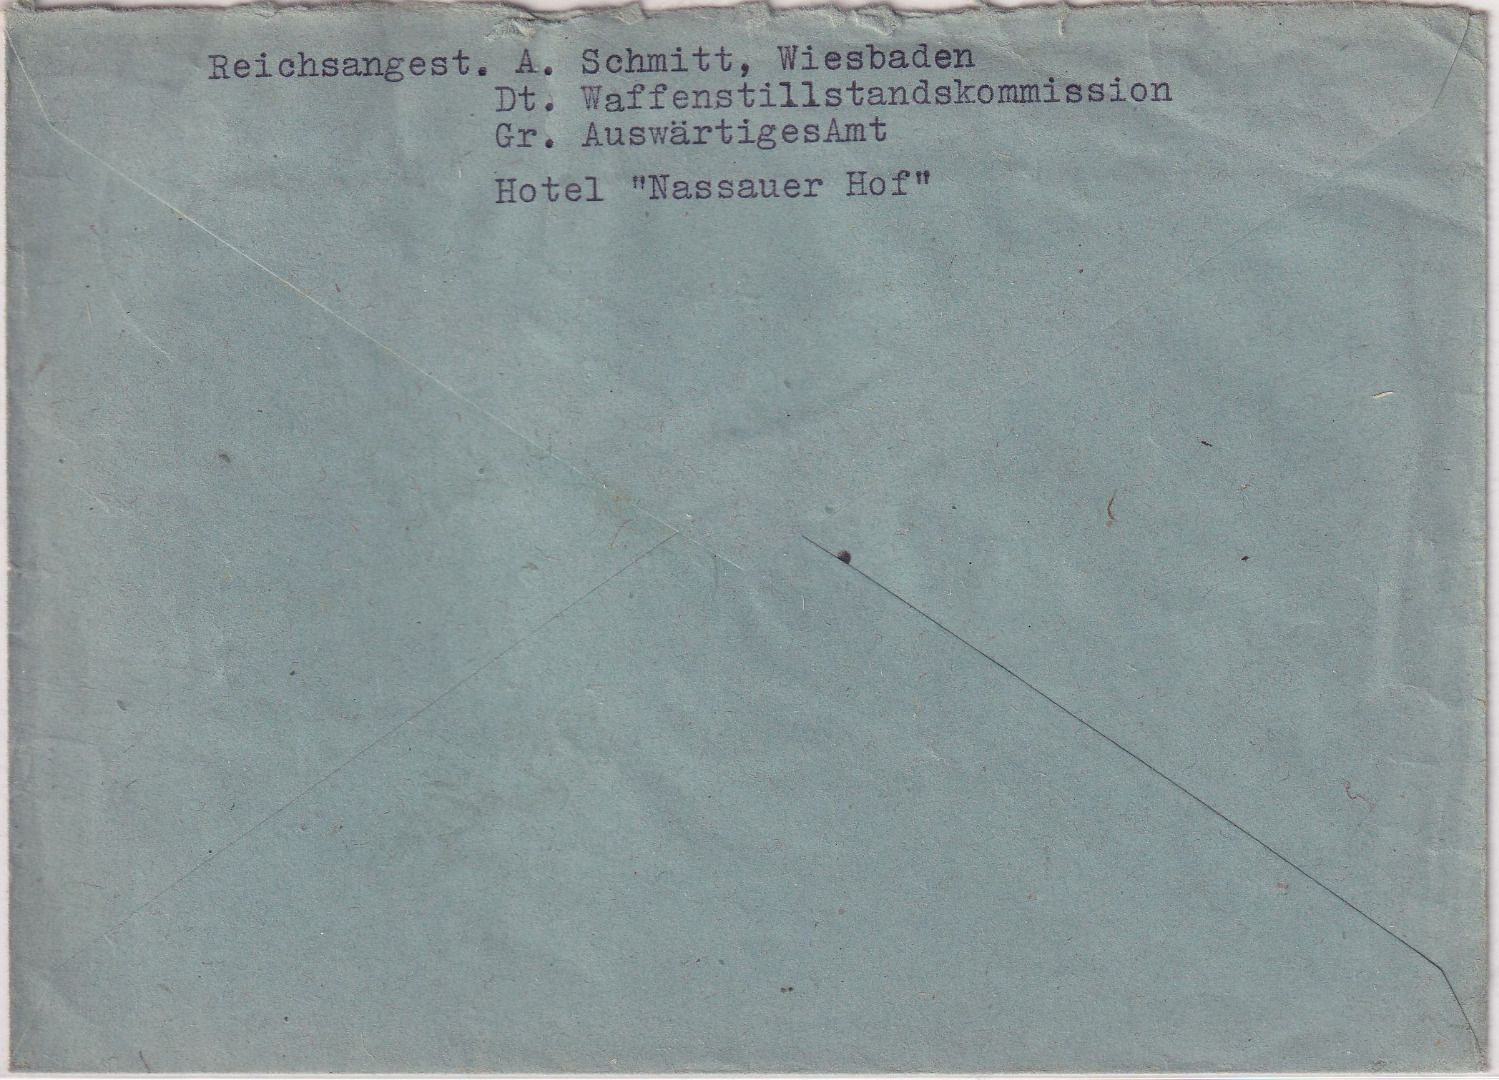 Reichsangest. A. Schmitt, Wiesbaden
Dt. Waffenstillstandskommission
Gr. AuswärtigesAmt
Hotel "Nassauer Hof"